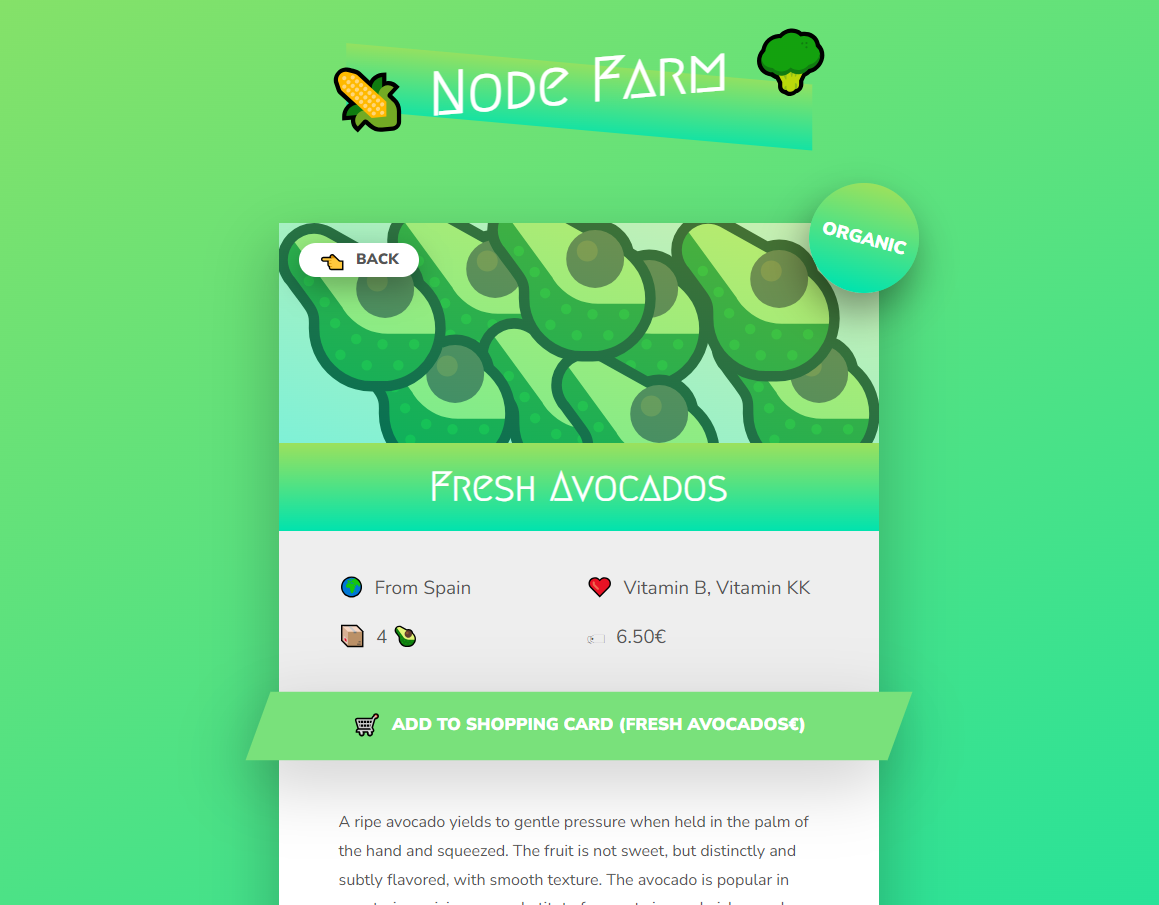 Node Farm
ORGANIC
BACK
Fresh Avocados
From Spain
Vitamin B, Vitamin KK
4
6.50€
ADD TO SHOPPING CARD (FRESH AVOCADOS€)
A ripe avocado yields to gentle pressure when held in the palm of
the hand and squeezed. The fruit is not sweet, but distinctly and
subtly flavored, with smooth texture. The avocado is popular in